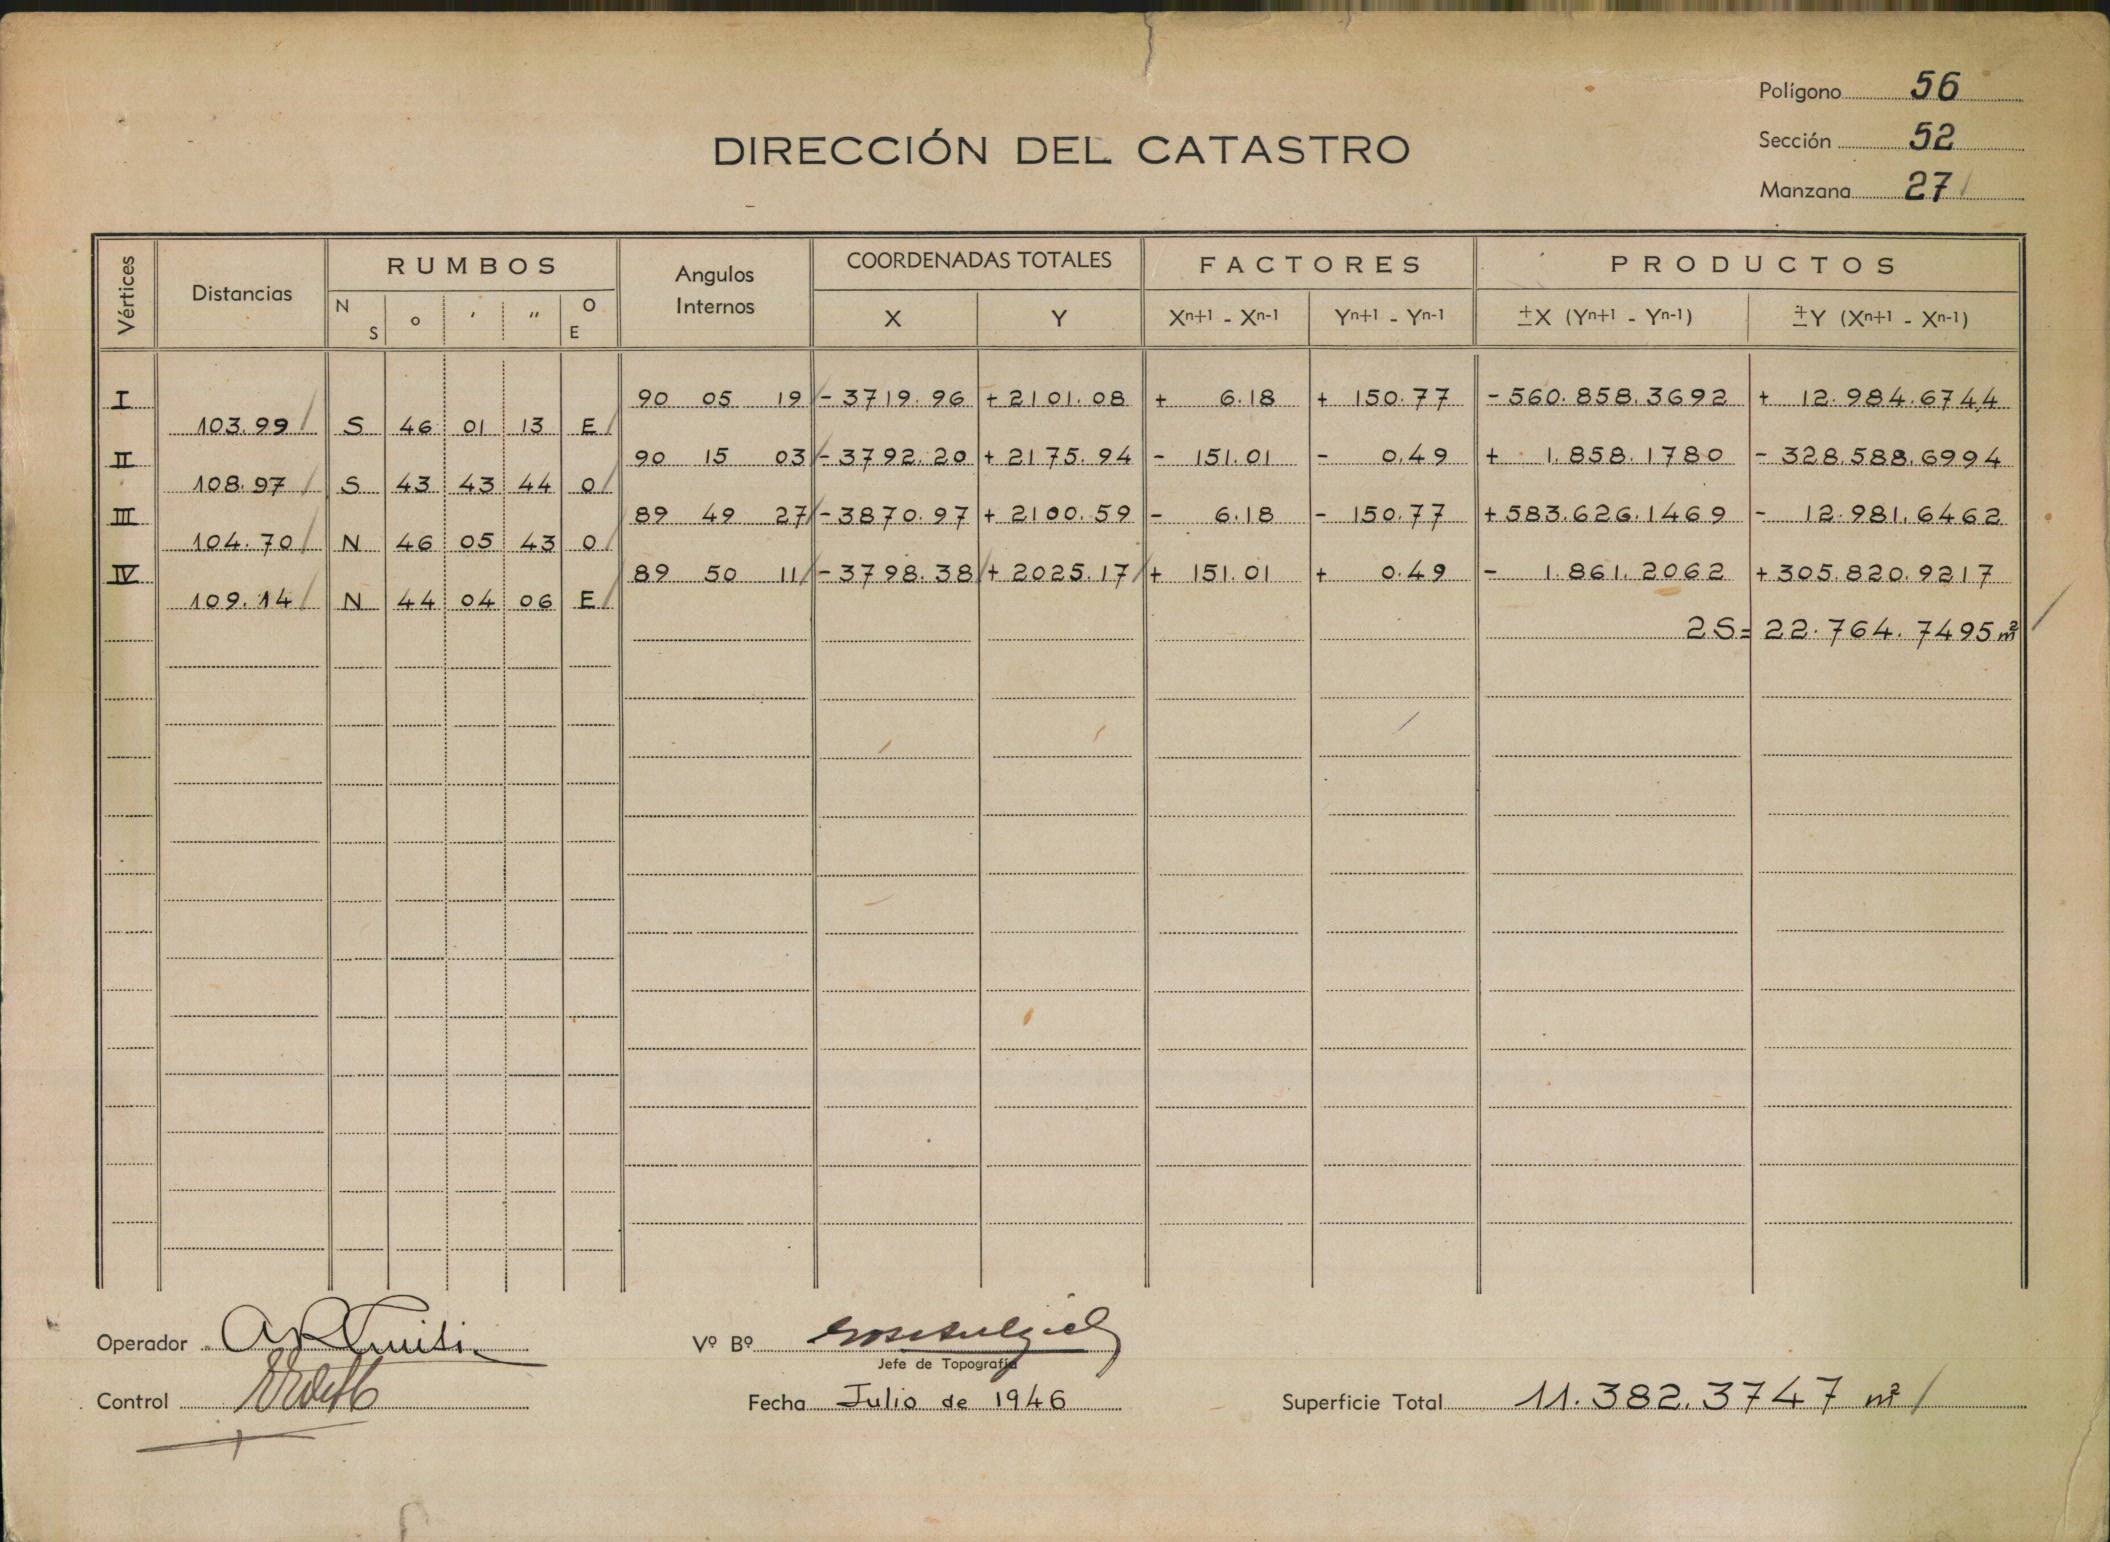 Polígono 56
DIRECCIÓN DEL CATASTRO
Sección 52
Manzana 27
Vértices Distancias RUMBOS Angulos Internos COORDENADAS TOTALES FACTORES PRODUCTOS
N S o ' " O E X Y Xn+1 - Xn-1 Yn+1 - Yn-1 ±X (Yn+1 - Yn-1) ±Y (Xn+1 - Xn-1)
I 90 05 19 - 3719.96 + 2101.08 + 6.18 + 150.77 - 560.858.3692 + 12.984.6744
103.99 S 46 01 13 E
II 90 15 03 - 3792.20 + 2175.94 - 151.01 - 0.49 + 1.858.1780 - 328.588.6994
108.97 S 43 43 44 O
III 89 49 27 - 3870.97 + 2100.59 - 6.18 - 150.77 + 583.626.1469 - 12.981.6462
104.70 N 46 05 43 O
IV 89 50 11 - 3798.38 + 2025.17 + 151.01 + 0.49 - 1.861.2062 + 305.820.9217
109.14 N 44 04 06 E
2S= 22.764.7495 m²
Operador Vº Bº
Jefe de Topografía
Control Fecha Julio de 1946 Superficie Total 11.382.3747 m²